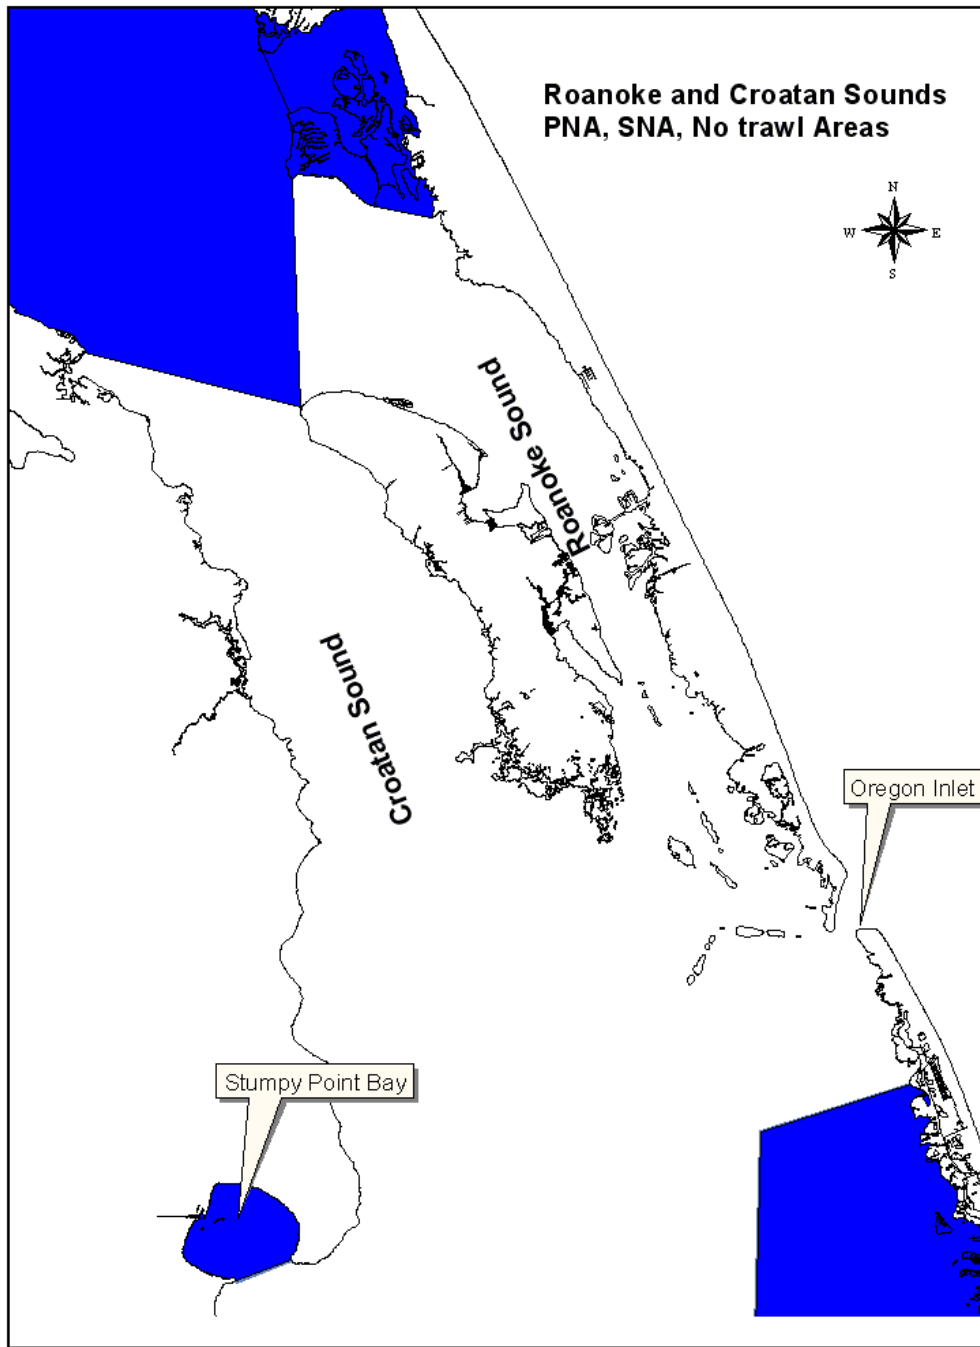 Roanoke and Croatan Sounds
PNA, SNA, No trawl Areas
N
W
E
S
Roanoke Sound
Croatan Sound
Oregon Inlet
Stumpy Point Bay